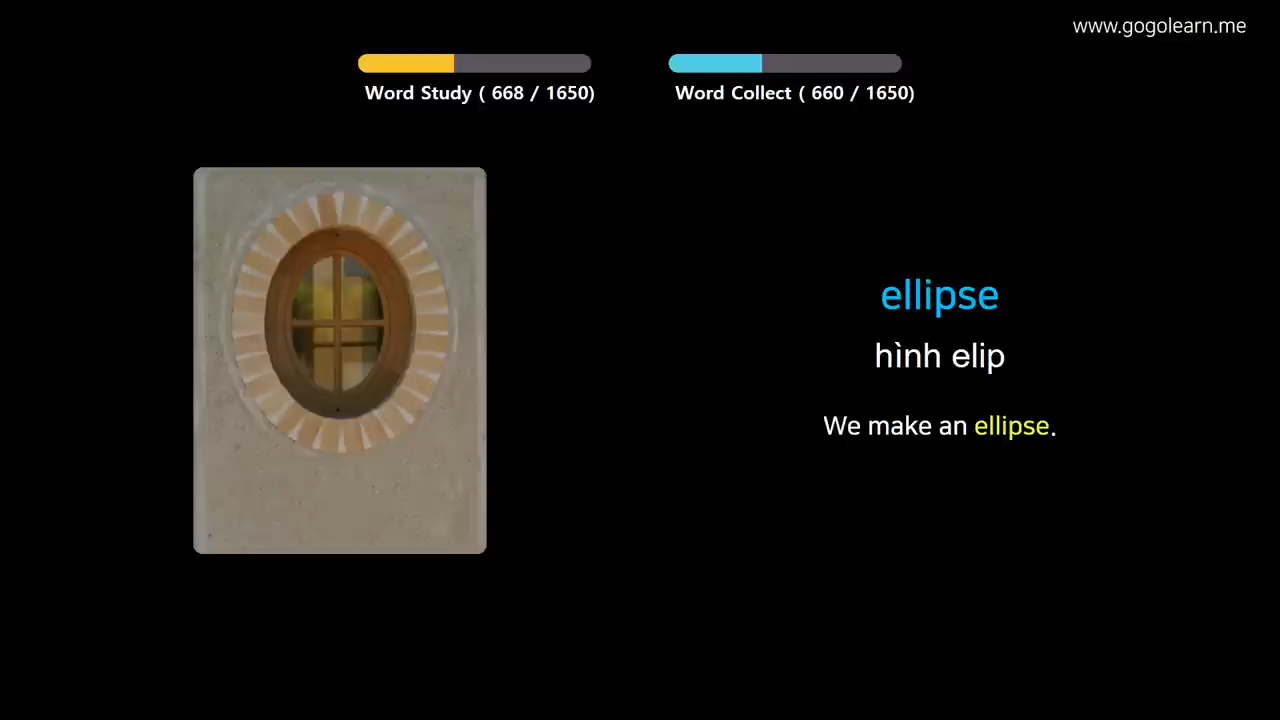 www.gogolearn.me
Word Study ( 668 / 1650)
Word Collect ( 660 / 1650)
ellipse
hình elip
We make an ellipse.